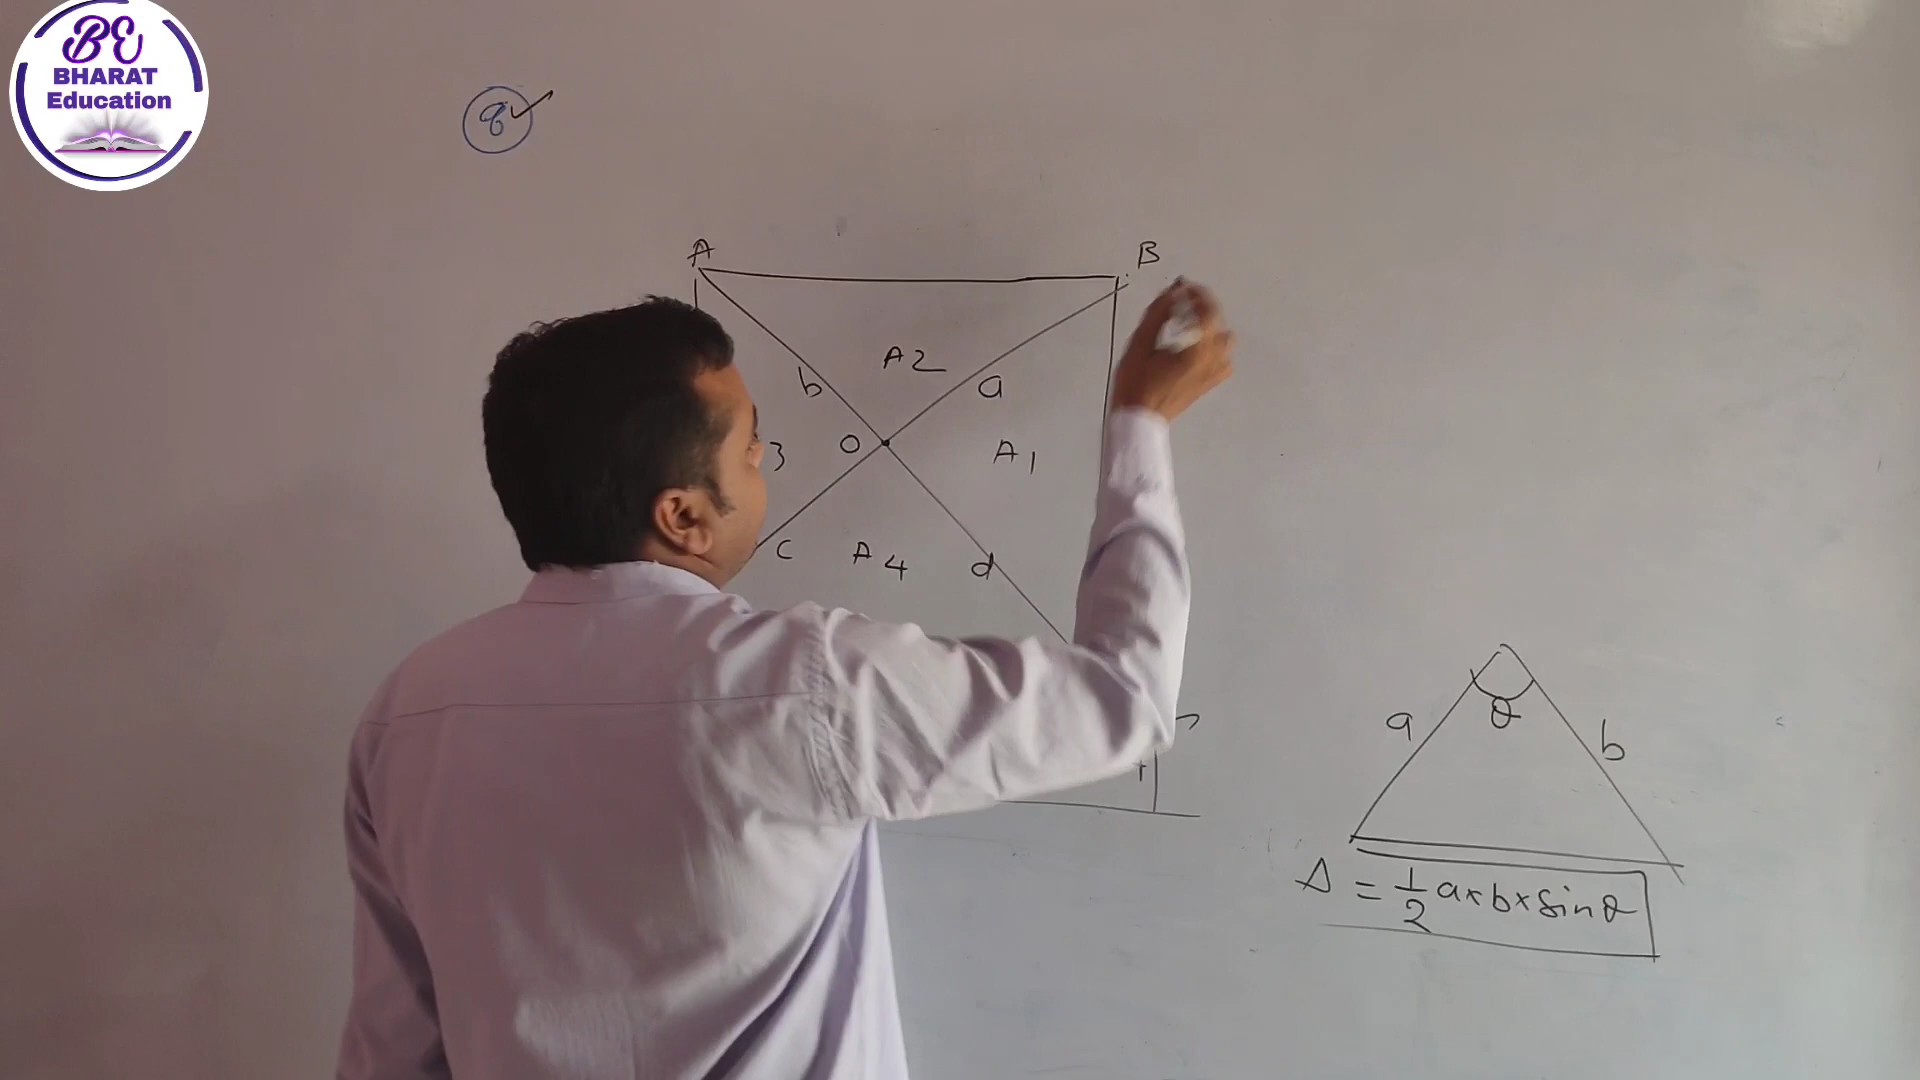 BE
BHARAT
Education
8
A
B
A2
b
a
3
O
A1
C
A4
d
a
θ
b
Δ = 1/2 a×b×sinθ